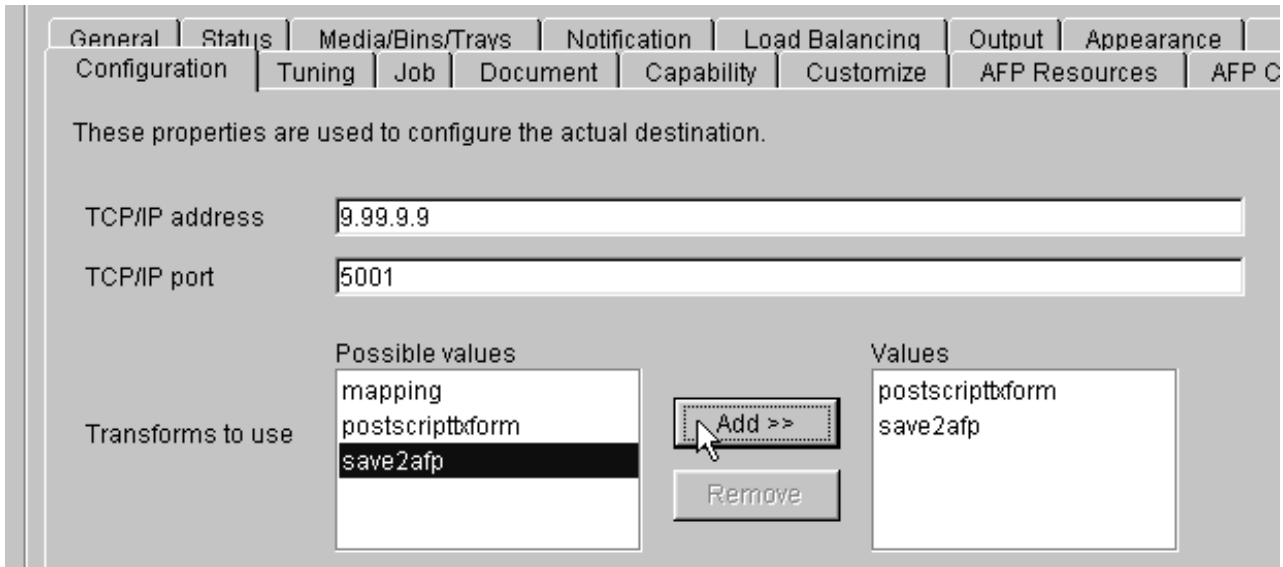 General Status Media/Bins/Trays Notification Load Balancing Output Appearance
Configuration Tuning Job Document Capability Customize AFP Resources AFP C
These properties are used to configure the actual destination.
TCP/IP address 9.99.9.9
TCP/IP port 5001
Possible values Values
Transforms to use
mapping
postscripttxform
save2afp
Add >>
Remove
postscripttxform
save2afp